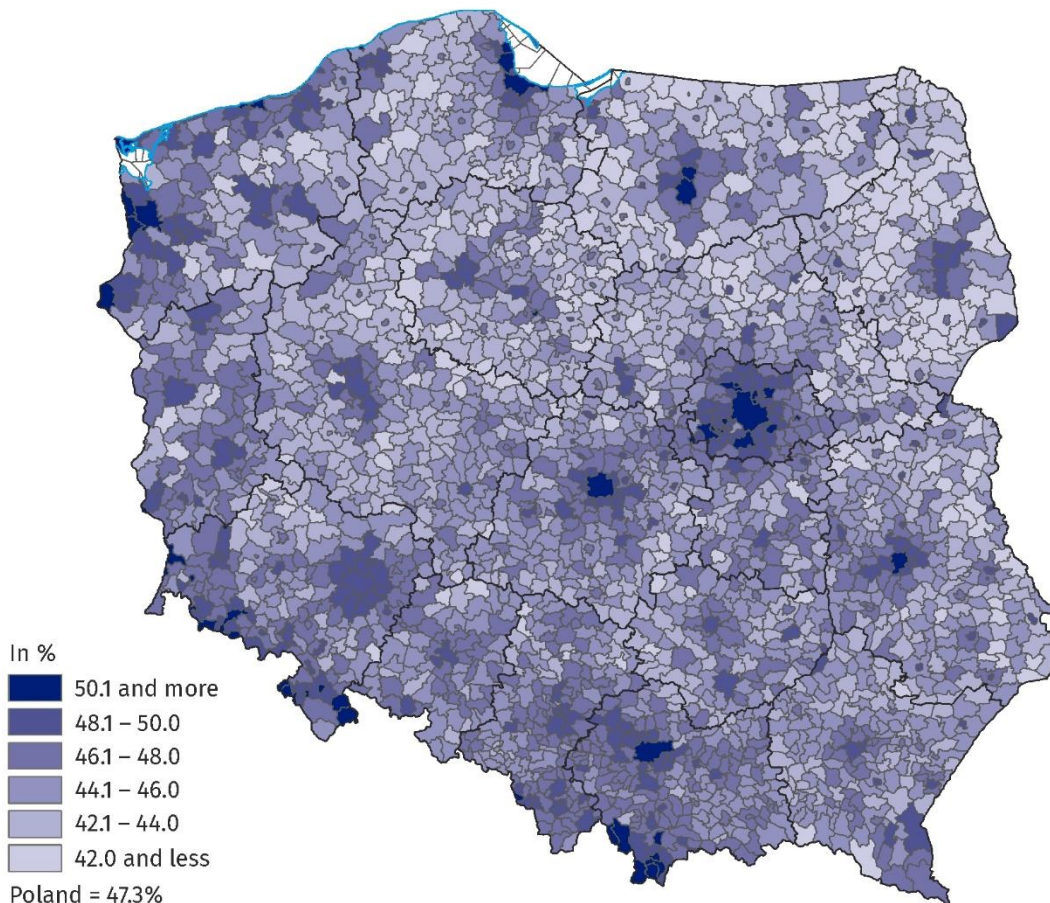 In %
50.1 and more
48.1 – 50.0
46.1 – 48.0
44.1 – 46.0
42.1 – 44.0
42.0 and less
Poland = 47.3%